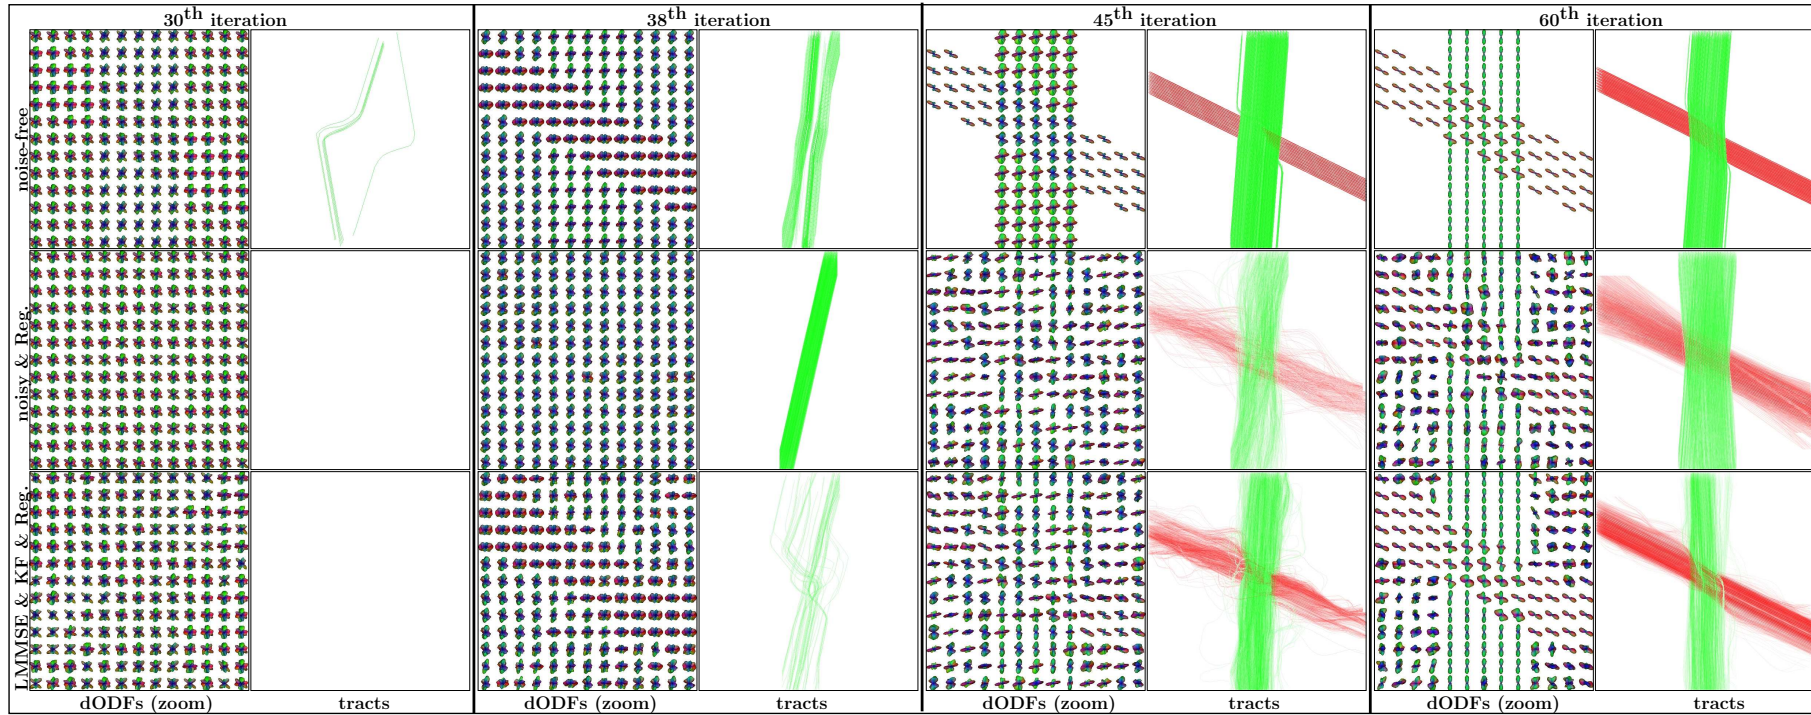 30th iteration
38th iteration
45th iteration
60th iteration
noise-free
noisy & Reg.
LMMSE & KF & Reg.
dODFs (zoom)
tracts
dODFs (zoom)
tracts
dODFs (zoom)
tracts
dODFs (zoom)
tracts